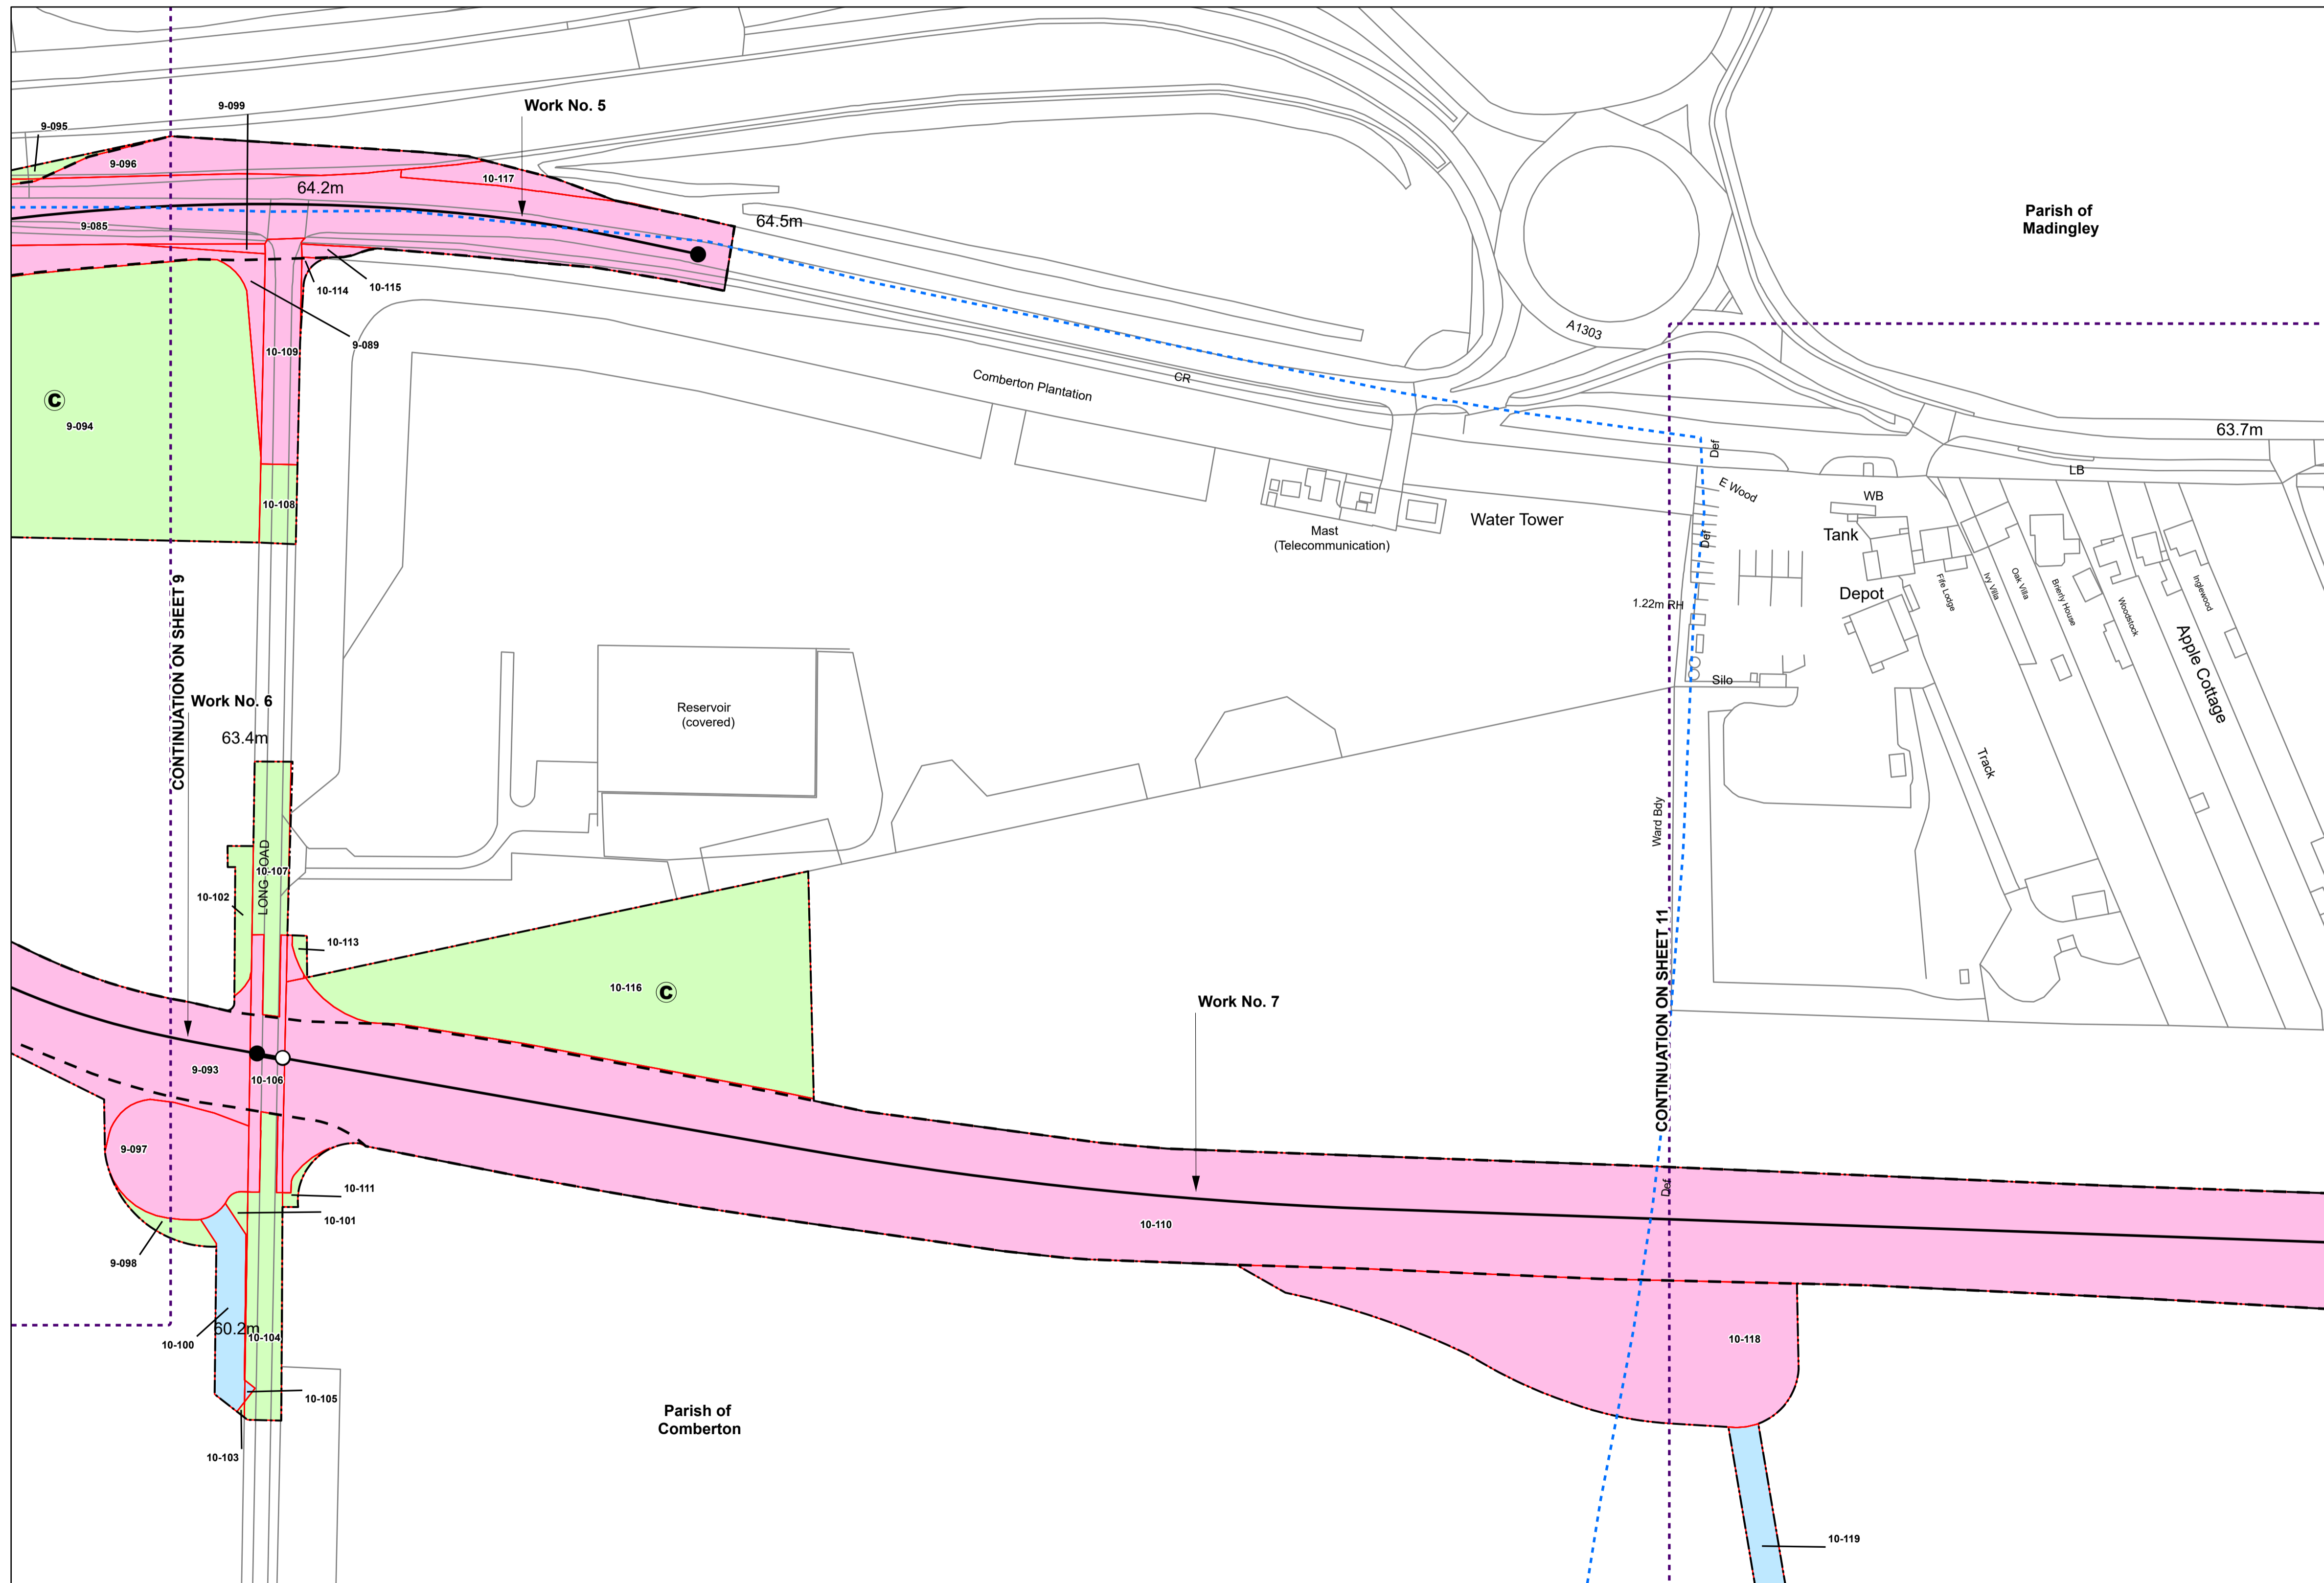 Work No. 5
9-099
9-095
9-096
10-117
64.2m
Parish of
Madingley
64.5m
9-085
10-114
10-115
A1303
9-089
10-109
CR
Comberton Plantation
C
9-094
63.7m
Def
LB
E Wood
WB
10-108
Water Tower
Mast
(Telecommunication)
Tank
Def
Fife Lodge
Ivy Villa
Oak Villa
Brierly House
Woodstock
Inglewood
Depot
1.22m RH
Apple Cottage
Silo
CONTINUATION ON SHEET 9
Work No. 6
63.4m
Reservoir
(covered)
Track
Ward Bdy
LONG ROAD
10-107
10-102
10-113
10-116
C
Work No. 7
CONTINUATION ON SHEET 11
9-093
10-106
9-097
10-111
Def
10-101
10-110
9-098
60.2m
10-104
10-100
10-118
10-105
Parish of
Comberton
10-103
10-119